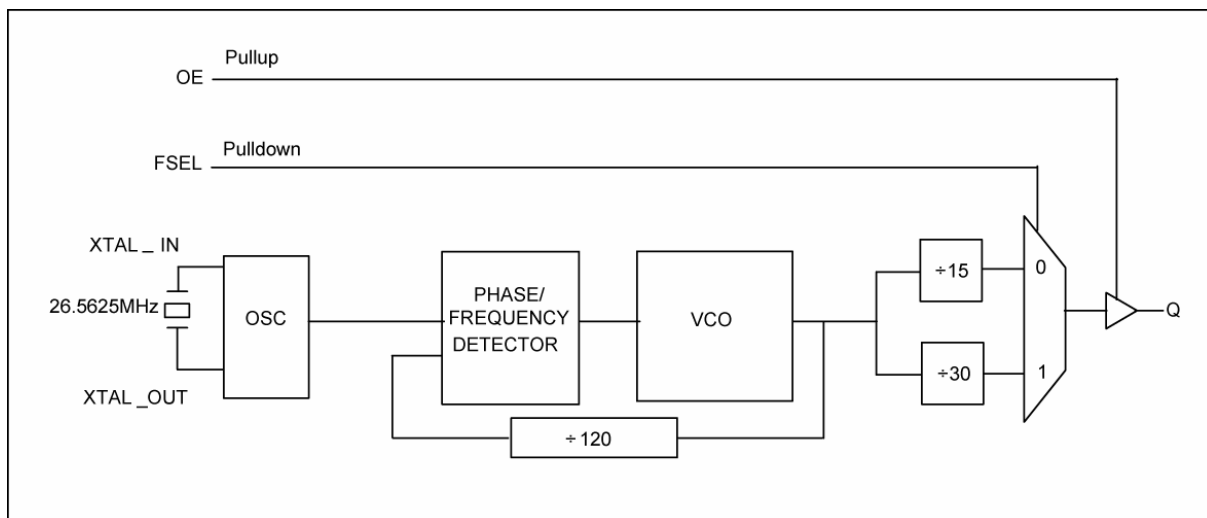 Pullup
OE
Pulldown
FSEL
XTAL _ IN
26.5625MHz
XTAL _OUT
OSC
PHASE/
FREQUENCY
DETECTOR
VCO
÷120
÷15
÷30
0
1
Q